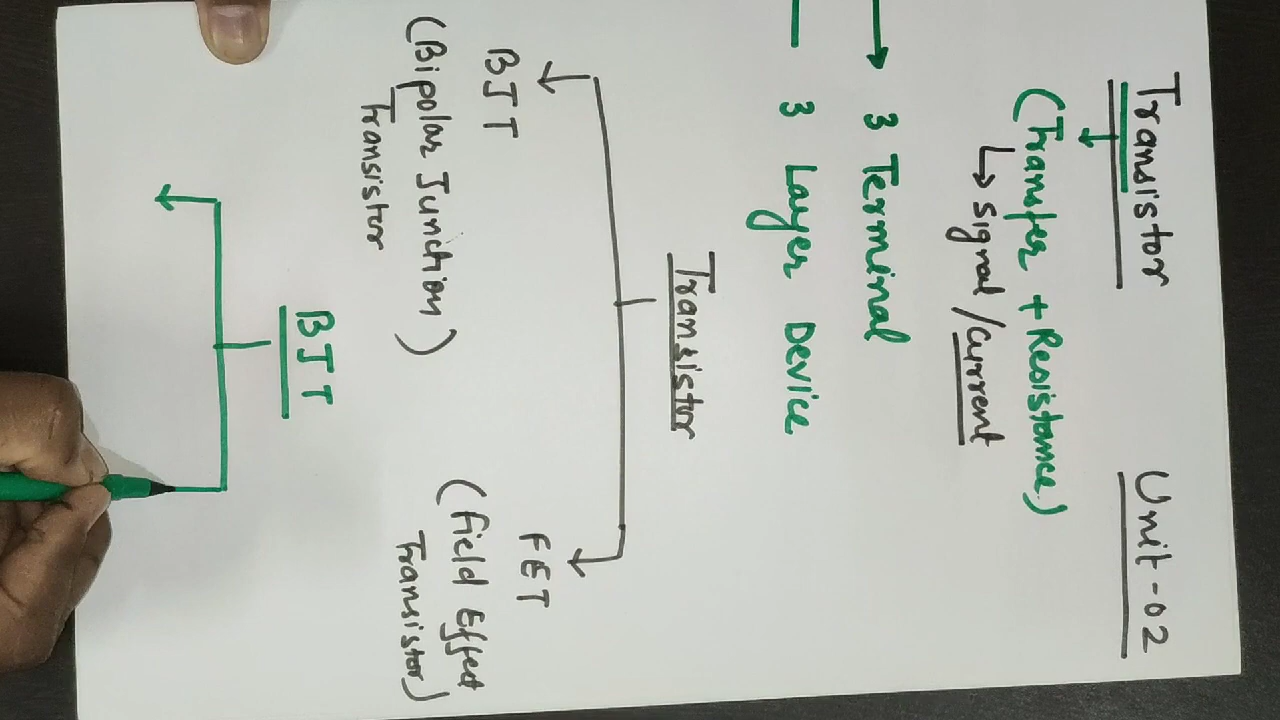 Transistor Unit-02
(Transfer + Resistance)
↳ Signal / Current
→ 3 Terminal
— 3 Layer Device
Transistor
BJT FET
(Bipolar Junction) (Field Effect
Transistor Transistor)
BJT